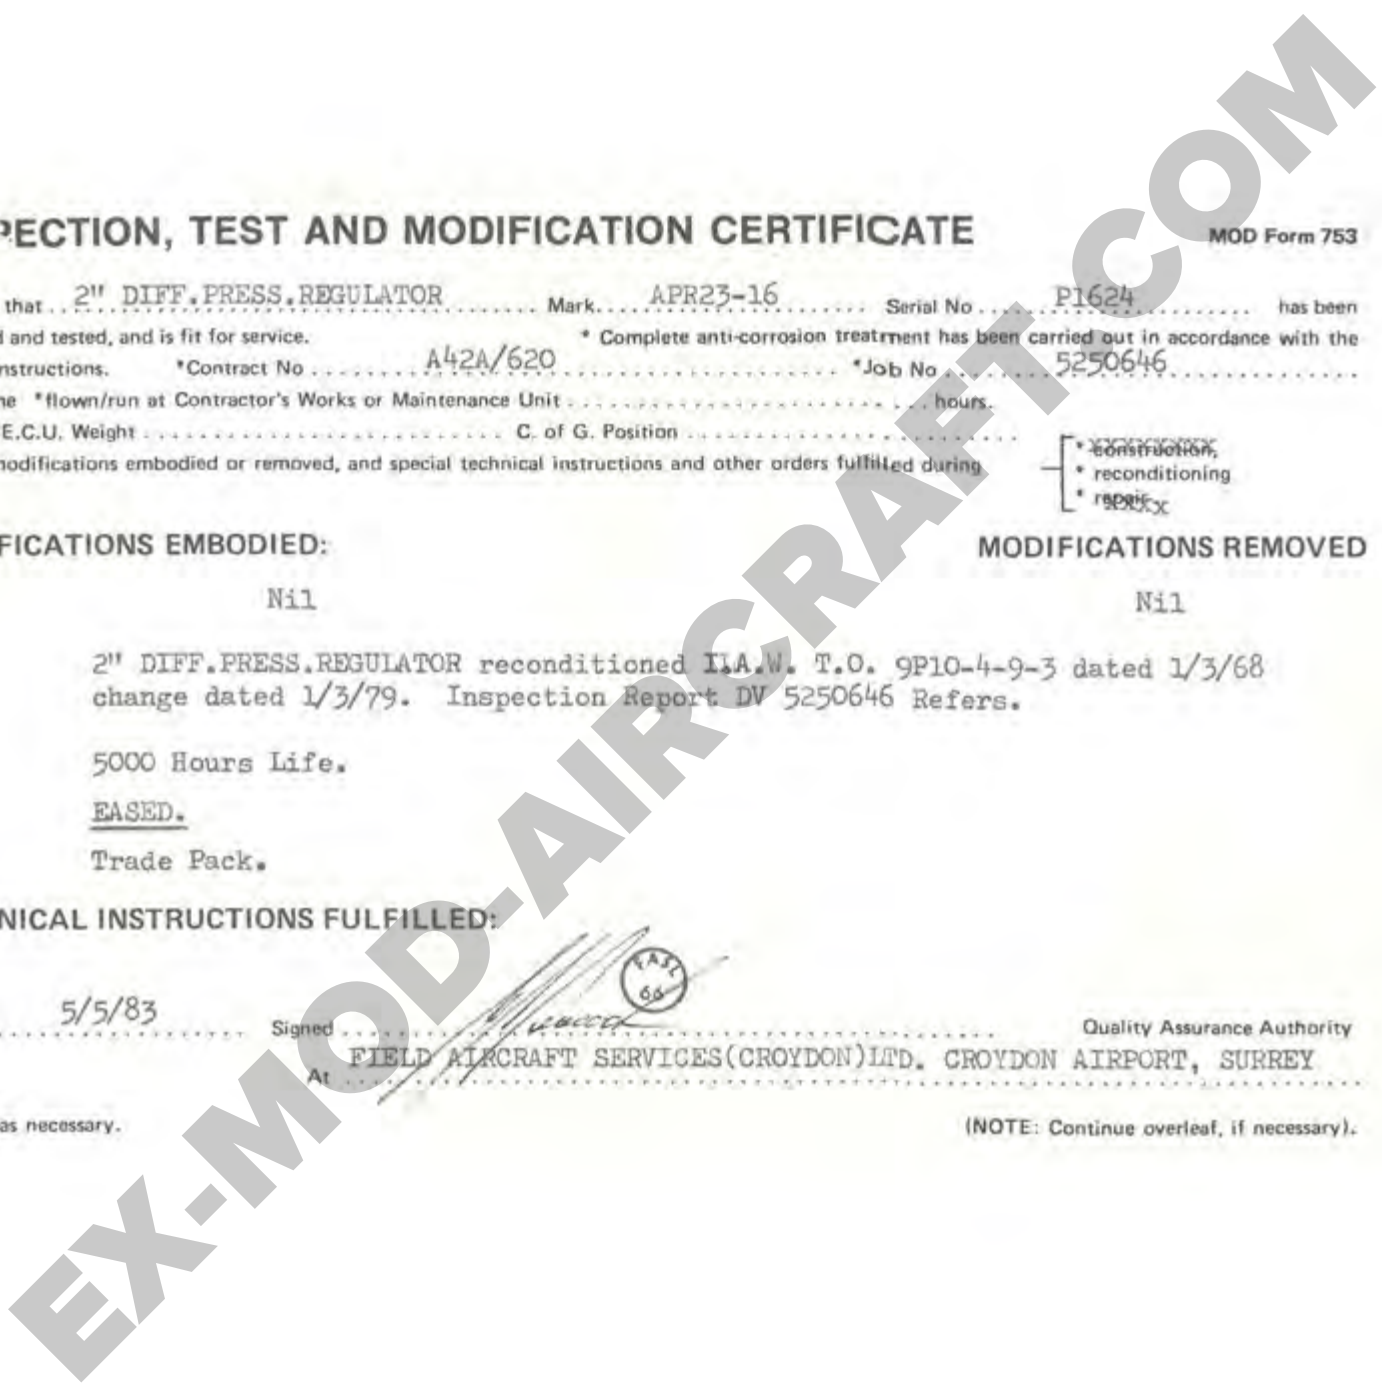 PECTION, TEST AND MODIFICATION CERTIFICATE MOD Form 753
that .. 2" DIFF.PRESS.REGULATOR ........ Mark.... APR23-16 ........ Serial No .... P1624 ............ has been
d and tested, and is fit for service. * Complete anti-corrosion treatment has been carried out in accordance with the
nstructions. *Contract No ........ A42A/620 ........................ *Job No ........ 5250646 ................
ne *flown/run at Contractor's Works or Maintenance Unit ................................ hours.
E.C.U. Weight ........................ C. of G. Position ........................
nodifications embodied or removed, and special technical instructions and other orders fulfilled during
* construction,
* reconditioning
* repair
FICATIONS EMBODIED: MODIFICATIONS REMOVED
Nil Nil
2" DIFF.PRESS.REGULATOR reconditioned I.A.W. T.O. 9P10-4-9-3 dated 1/3/68
change dated 1/3/79. Inspection Report DV 5250646 Refers.
5000 Hours Life.
EASED.
Trade Pack.
NICAL INSTRUCTIONS FULFILLED:
FASL
66
5/5/83 Signed ........................ Quality Assurance Authority
At FIELD AIRCRAFT SERVICES(CROYDON)LTD. CROYDON AIRPORT, SURREY
as necessary. (NOTE: Continue overleaf, if necessary).
EX-MOD-AIRCRAFT.COM